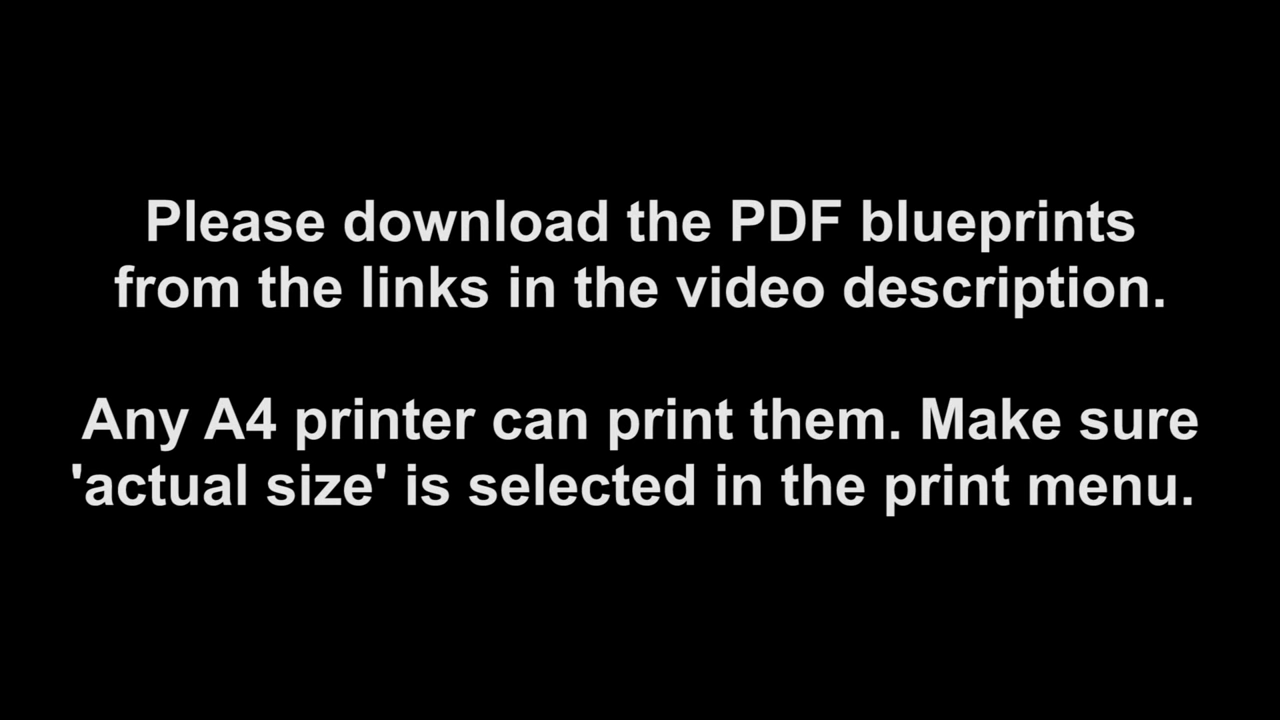 Please download the PDF blueprints
from the links in the video description.
Any A4 printer can print them. Make sure
'actual size' is selected in the print menu.